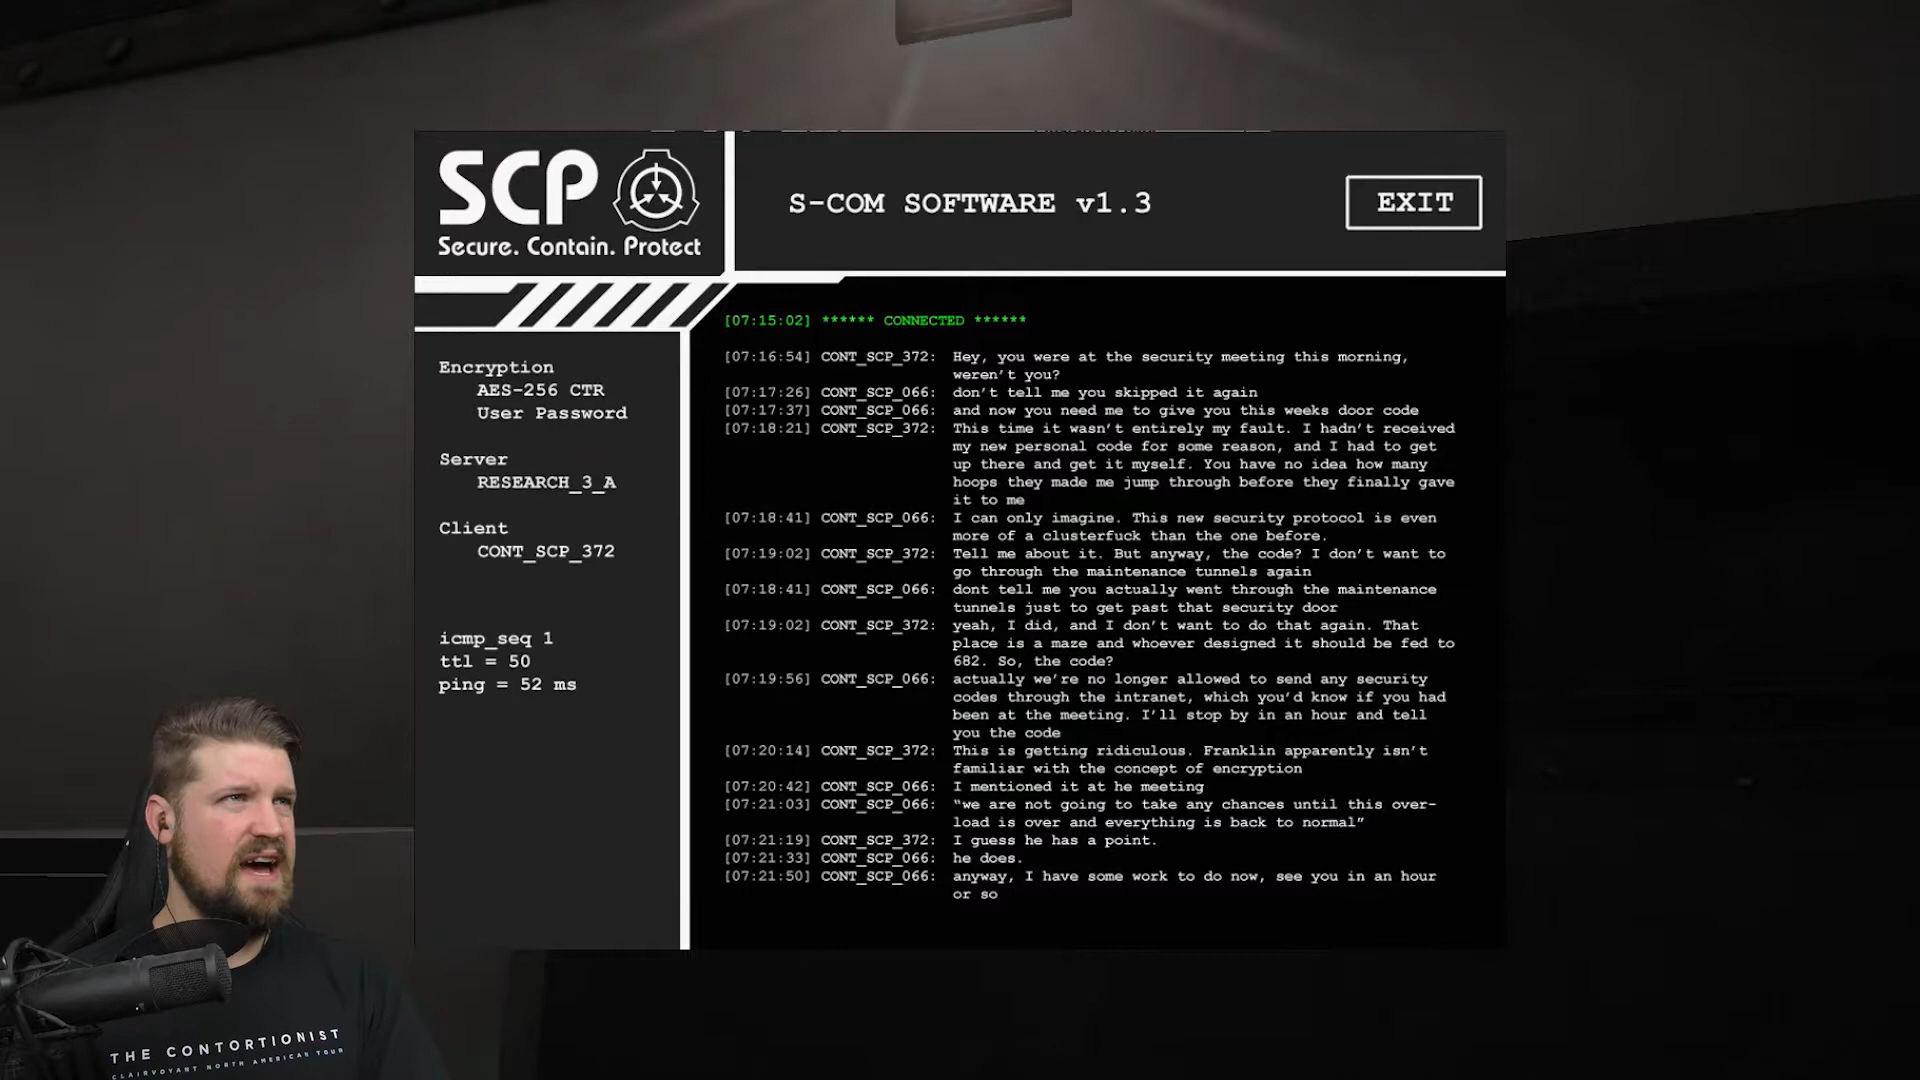 SCP
Secure. Contain. Protect
S-COM SOFTWARE v1.3
EXIT
Encryption
AES-256 CTR
User Password
Server
RESEARCH_3_A
Client
CONT_SCP_372
icmp_seq 1
ttl = 50
ping = 52 ms
[07:15:02] ****** CONNECTED ******
[07:16:54] CONT_SCP_372: Hey, you were at the security meeting this morning,
weren't you?
[07:17:26] CONT_SCP_066: don't tell me you skipped it again
[07:17:37] CONT_SCP_066: and now you need me to give you this weeks door code
[07:18:21] CONT_SCP_372: This time it wasn't entirely my fault. I hadn't received
my new personal code for some reason, and I had to get
up there and get it myself. You have no idea how many
hoops they made me jump through before they finally gave
it to me
[07:18:41] CONT_SCP_066: I can only imagine. This new security protocol is even
more of a clusterfuck than the one before.
[07:19:02] CONT_SCP_372: Tell me about it. But anyway, the code? I don't want to
go through the maintenance tunnels again
[07:18:41] CONT_SCP_066: dont tell me you actually went through the maintenance
tunnels just to get past that security door
[07:19:02] CONT_SCP_372: yeah, I did, and I don't want to do that again. That
place is a maze and whoever designed it should be fed to
682. So, the code?
[07:19:56] CONT_SCP_066: actually we're no longer allowed to send any security
codes through the intranet, which you'd know if you had
been at the meeting. I'll stop by in an hour and tell
you the code
[07:20:14] CONT_SCP_372: This is getting ridiculous. Franklin apparently isn't
familiar with the concept of encryption
[07:20:42] CONT_SCP_066: I mentioned it at he meeting
[07:21:03] CONT_SCP_066: “we are not going to take any chances until this over-
load is over and everything is back to normal”
[07:21:19] CONT_SCP_372: I guess he has a point.
[07:21:33] CONT_SCP_066: he does.
[07:21:50] CONT_SCP_066: anyway, I have some work to do now, see you in an hour
or so
THE CONTORTIONIST
CLAIRVOYANT NORTH AMERICAN TOUR